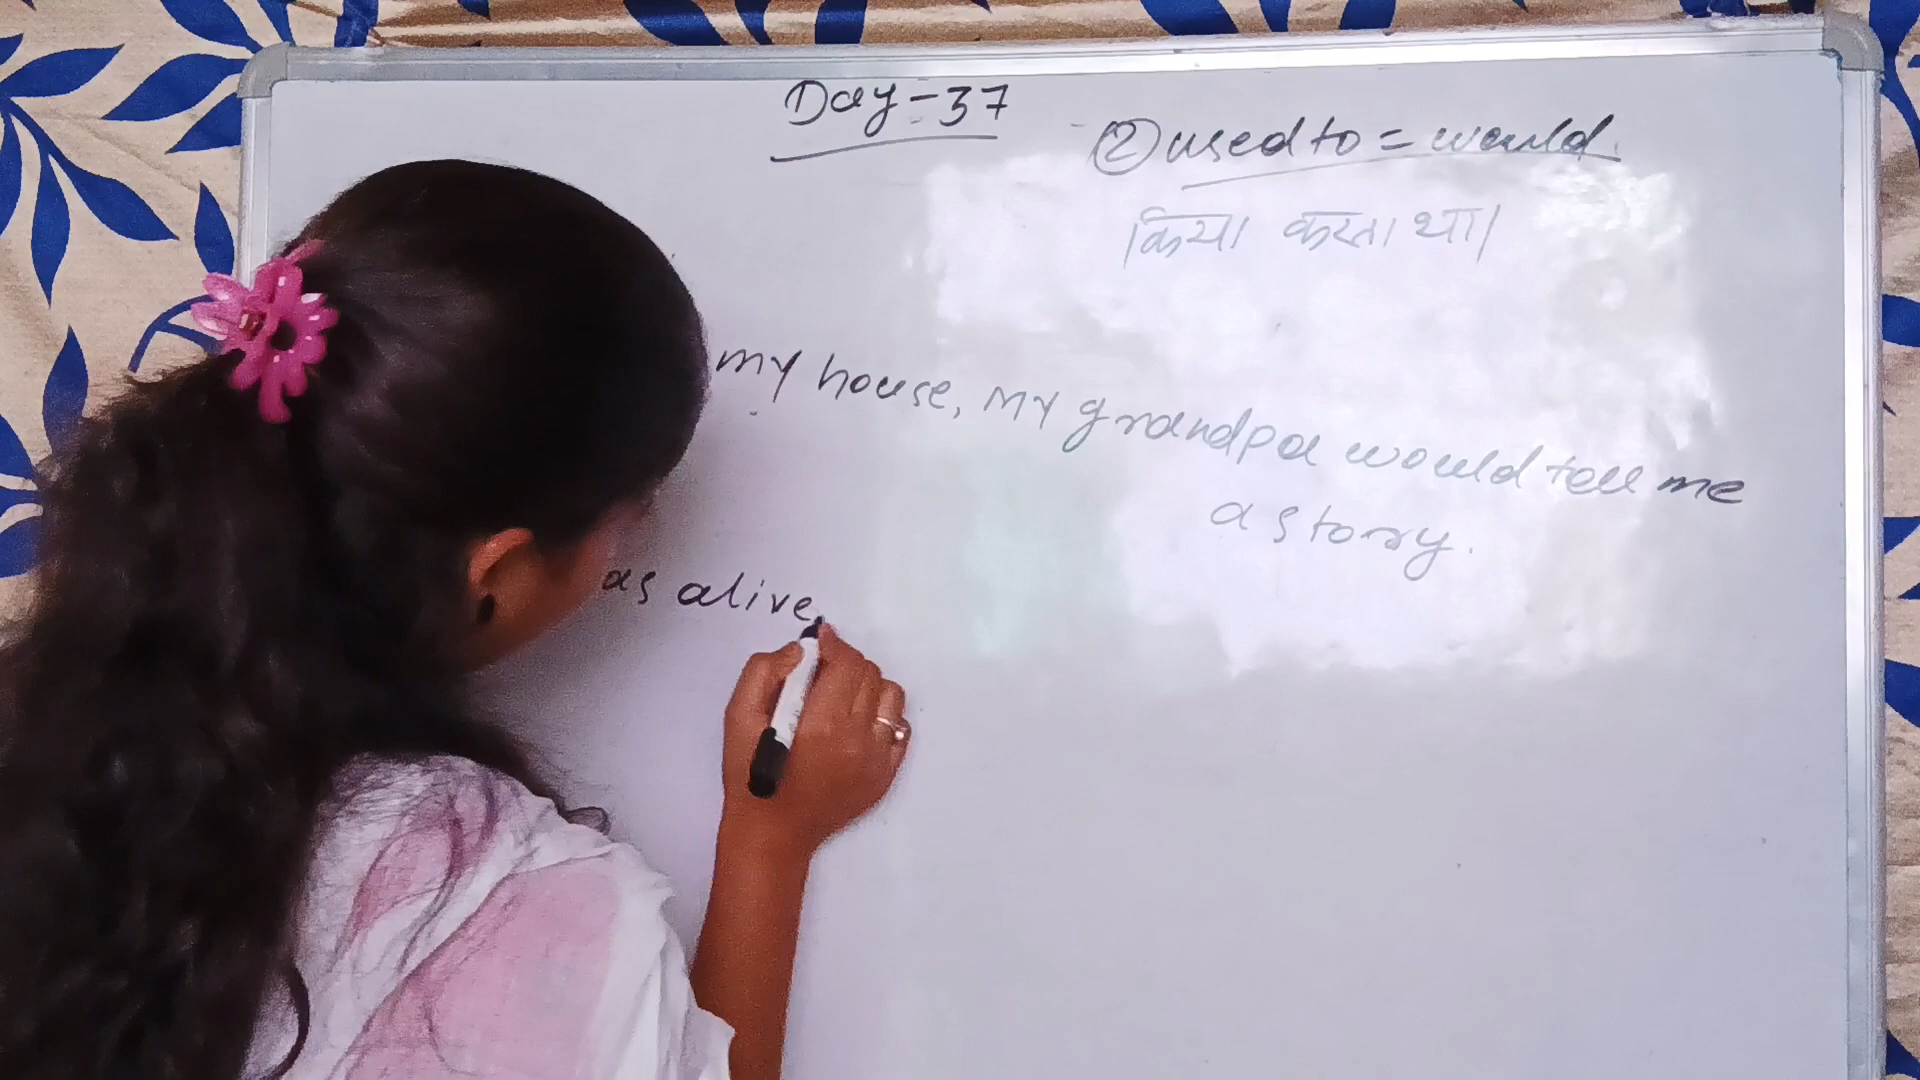 Day-37
② used to = would.
किया करता था।
my house, my grandpa would tell me
a story.
as alive,